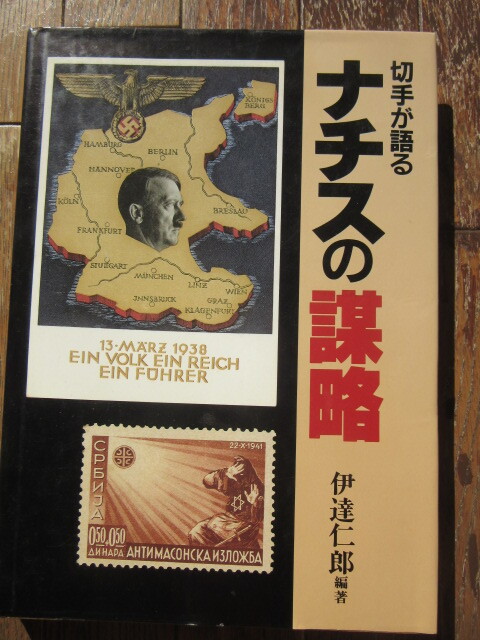 切手が語る
ナチスの謀略
伊達仁郎編著
KÖNIGSBERG
HAMBURG
BERLIN
HANNOVER
KÖLN
BRESLAU
FRANKFURT
STUTTGART
MÜNCHEN
LINZ
WIEN
INNSBRUCK
GRAZ
KLAGENFURT
13·MÄRZ 1938
EIN VOLK EIN REICH
EIN FÜHRER
22-X-1941
СРБИЈА
0.50+0.50
ДИНАРА
АНТИМАСОНСКА ИЗЛОЖБА